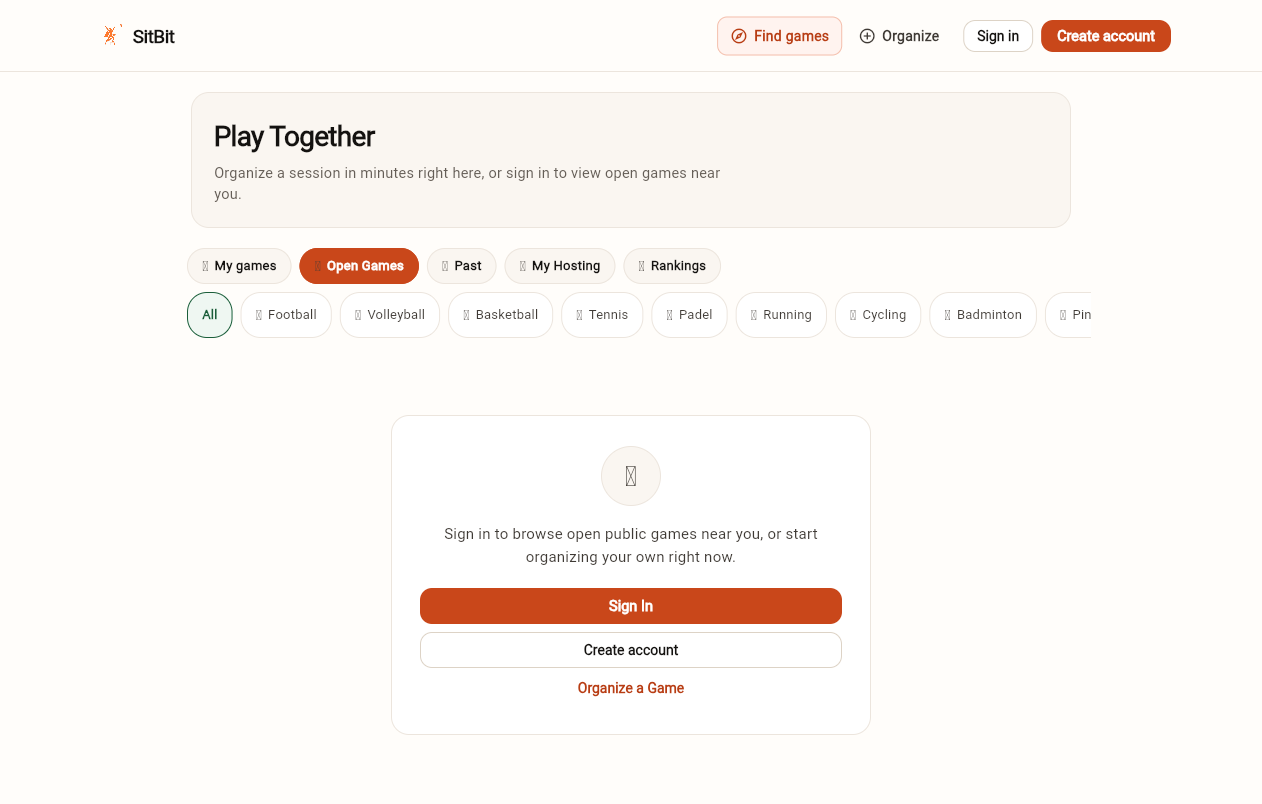 SitBit
Find games
Organize
Sign in
Create account
Play Together
Organize a session in minutes right here, or sign in to view open games near
you.
My games
Open Games
Past
My Hosting
Rankings
All
Football
Volleyball
Basketball
Tennis
Padel
Running
Cycling
Badminton
Pin
Sign in to browse open public games near you, or start
organizing your own right now.
Sign In
Create account
Organize a Game